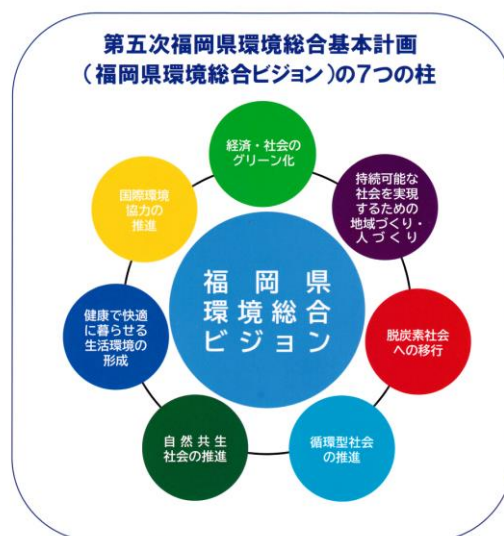 第五次福岡県環境総合基本計画
（福岡県環境総合ビジョン）の7つの柱
経済・社会の
グリーン化
持続可能な
社会を実現
するための
地域づくり・
人づくり
脱炭素社会
への移行
循環型社会
の推進
自然共生
社会の推進
健康で快適
に暮らせる
生活環境の
形成
国際環境
協力の
推進
福岡県
環境総合
ビジョン